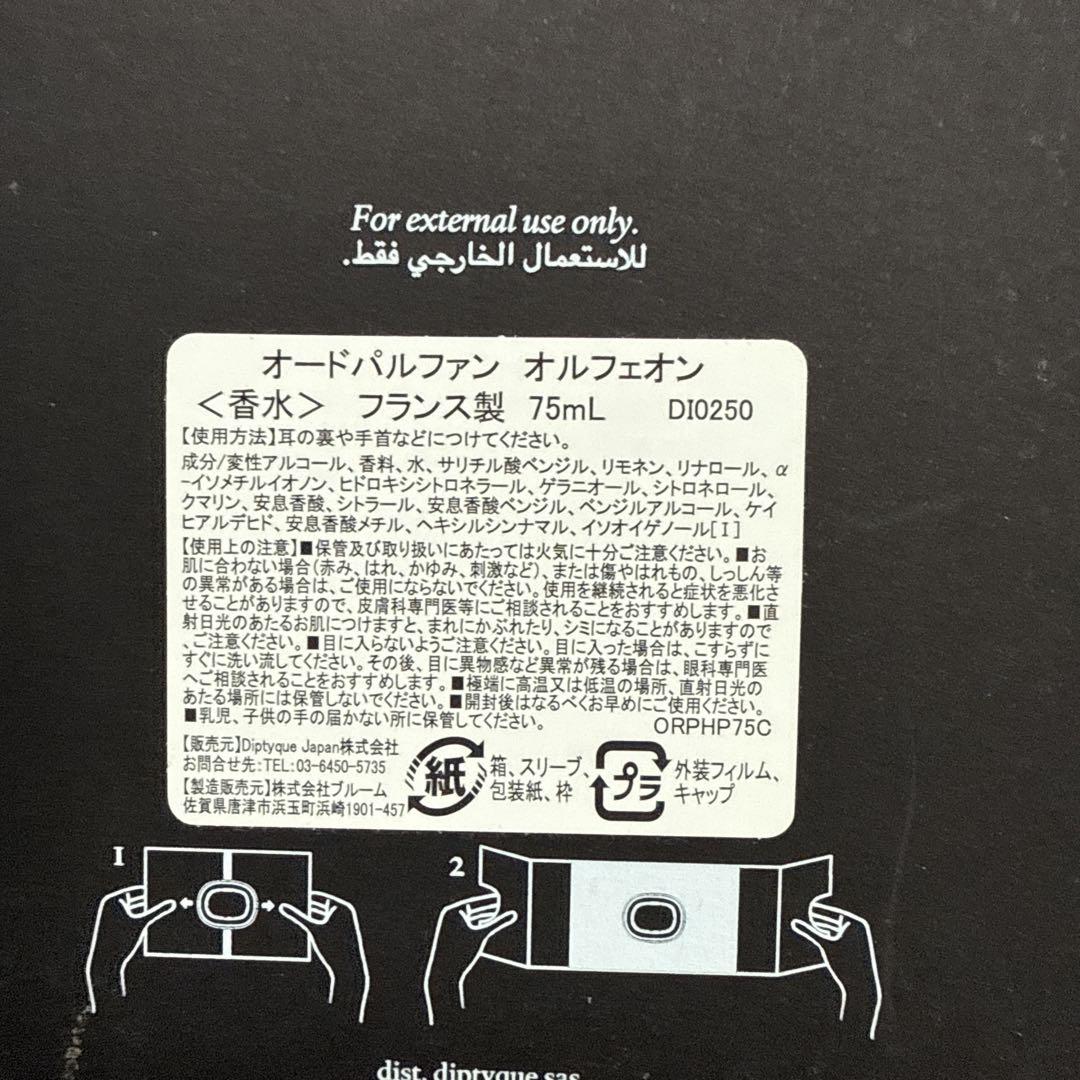 For external use only.
للاستعمال الخارجي فقط.
オードパルファン オルフェオン
＜香水＞ フランス製 75mL DI0250
【使用方法】耳の裏や手首などにつけてください。
成分/変性アルコール、香料、水、サリチル酸ベンジル、リモネン、リナロール、α
-イソメチルイオノン、ヒドロキシシトロネラール、ゲラニオール、シトロネロール、
クマリン、安息香酸、シトラール、安息香酸ベンジル、ベンジルアルコール、ケイ
ヒアルデヒド、安息香酸メチル、ヘキシルシンナマル、イソオイゲノール[I]
【使用上の注意】■保管及び取り扱いにあたっては火気に十分ご注意ください。■お
肌に合わない場合(赤み、はれ、かゆみ、刺激など)、または傷やはれもの、しっしん等
の異常がある場合は、ご使用にならないでください。使用を継続されると症状を悪化さ
せることがありますので、皮膚科専門医等にご相談されることをおすすめします。■直
射日光のあたるお肌につけますと、まれにかぶれたり、シミになることがありますので
、ご注意ください。■目に入らないようご注意ください。目に入った場合は、こすらずに
すぐに洗い流してください。その後、目に異物感など異常が残る場合は、眼科専門医
へご相談されることをおすすめします。■極端に高温又は低温の場所、直射日光の
あたる場所には保管しないでください。■開封後はなるべくお早めにご使用ください。
■乳児、子供の手の届かない所に保管してください。 ORPHP75C
【販売元】Diptyque Japan株式会社
お問合せ先:TEL:03-6450-5735
【製造販売元】株式会社ブルーム
佐賀県唐津市浜玉町浜崎1901-457
紙
箱、スリーブ、
包装紙、枠
プラ
外装フィルム、
キャップ
1
2
dist. diptyque sas